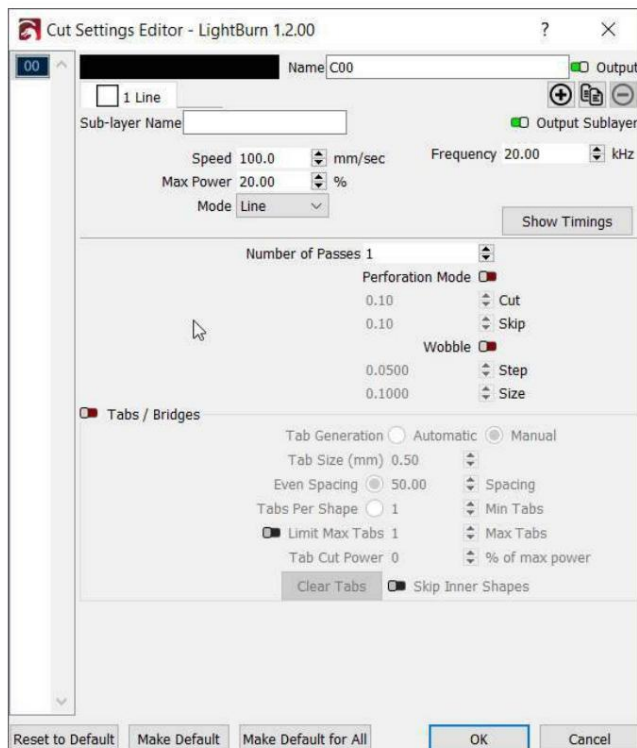 Cut Settings Editor - LightBurn 1.2.00 ?
00 Name C00 Output
1 Line
Sub-layer Name Output Sublayer
Speed 100.0 mm/sec Frequency 20.00 kHz
Max Power 20.00 %
Mode Line
Show Timings
Number of Passes 1
Perforation Mode
0.10 Cut
0.10 Skip
Wobble
0.0500 Step
0.1000 Size
Tabs / Bridges
Tab Generation Automatic Manual
Tab Size (mm) 0.50
Even Spacing 50.00 Spacing
Tabs Per Shape 1 Min Tabs
Limit Max Tabs 1 Max Tabs
Tab Cut Power 0 % of max power
Clear Tabs Skip Inner Shapes
Reset to Default Make Default Make Default for All OK Cancel